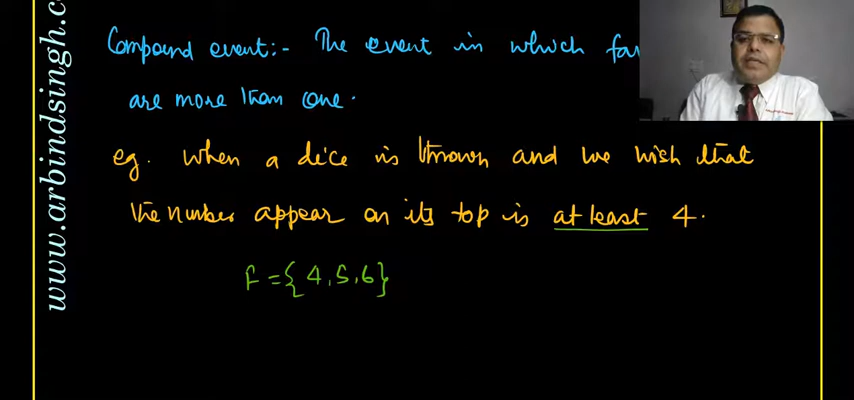 www.arbindsingh.c
Compound event:- The event in which fa
are more than one.
eg. when a dice is thrown and we wish that
the number appear on its top is at least 4.
F = {4,5,6}